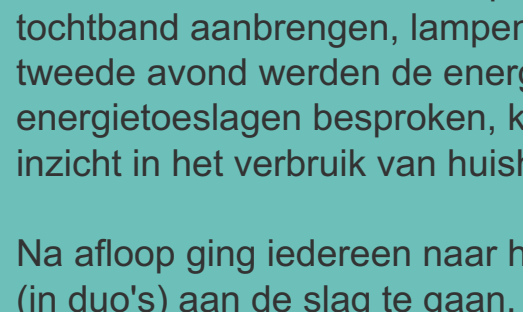 tochtband aanbrengen, lampen
tweede avond werden de energ
energietoeslagen besproken, k
inzicht in het verbruik van huish
Na afloop ging iedereen naar h
(in duo's) aan de slag te gaan.